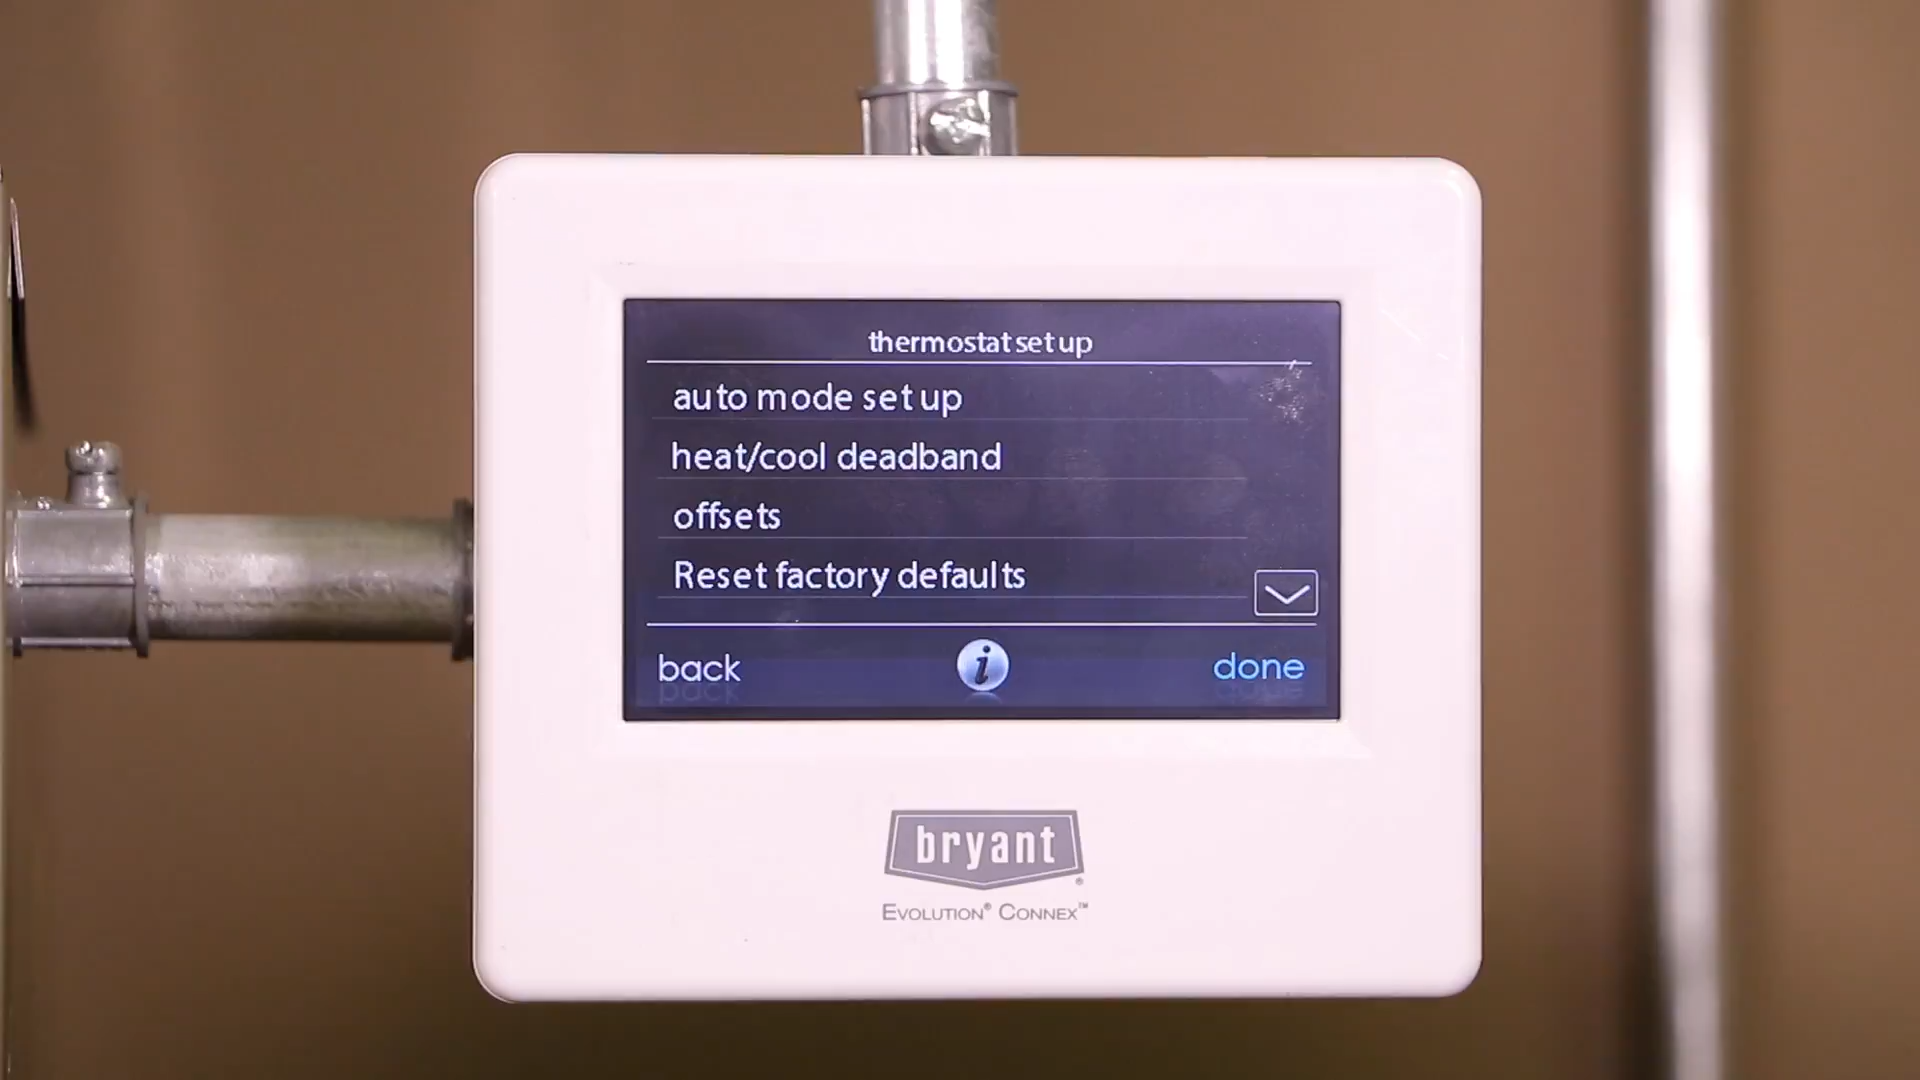 thermostat set up
auto mode set up
heat/cool deadband
offsets
Reset factory defaults
back
i
done
bryant®
EVOLUTION® CONNEX™